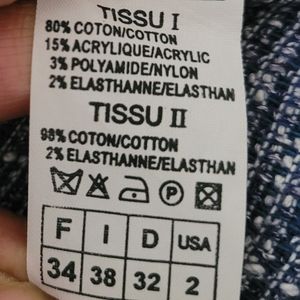 TISSU I
80% COTON/COTTON
15% ACRYLIQUE/ACRYLIC
3% POLYAMIDE/NYLON
2% ELASTHANNE/ELASTHAN
TISSU II
98% COTON/COTTON
2% ELASTHANNE/ELASTHAN
P
F I D USA
34 38 32 2